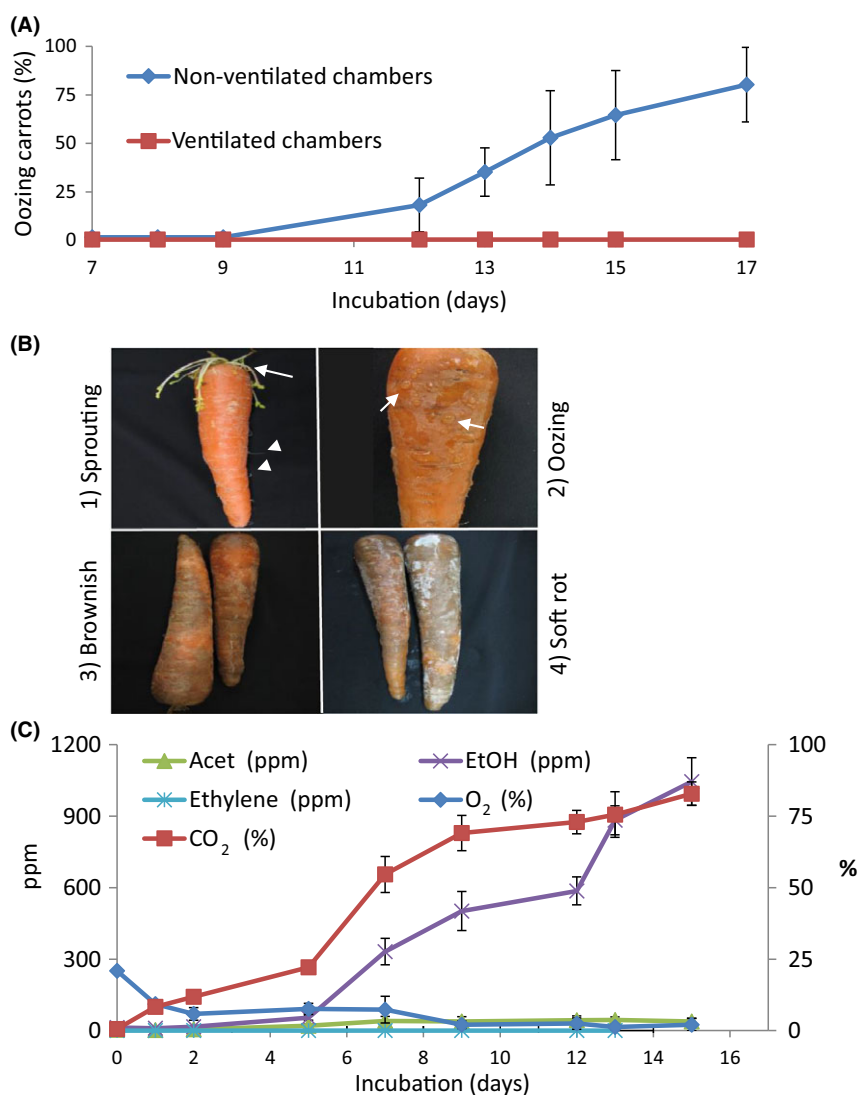 (A)
100
75
50
25
0
Oozing carrots (%)
Non-ventilated chambers
Ventilated chambers
7
9
11
13
15
17
Incubation (days)
(B)
1) Sprouting
2) Oozing
3) Brownish
4) Soft rot
(C)
1200
900
600
300
0
ppm
Acet (ppm)
EtOH (ppm)
Ethylene (ppm)
O₂ (%)
CO₂ (%)
100
75
50
25
0
%
0
2
4
6
8
10
12
14
16
Incubation (days)